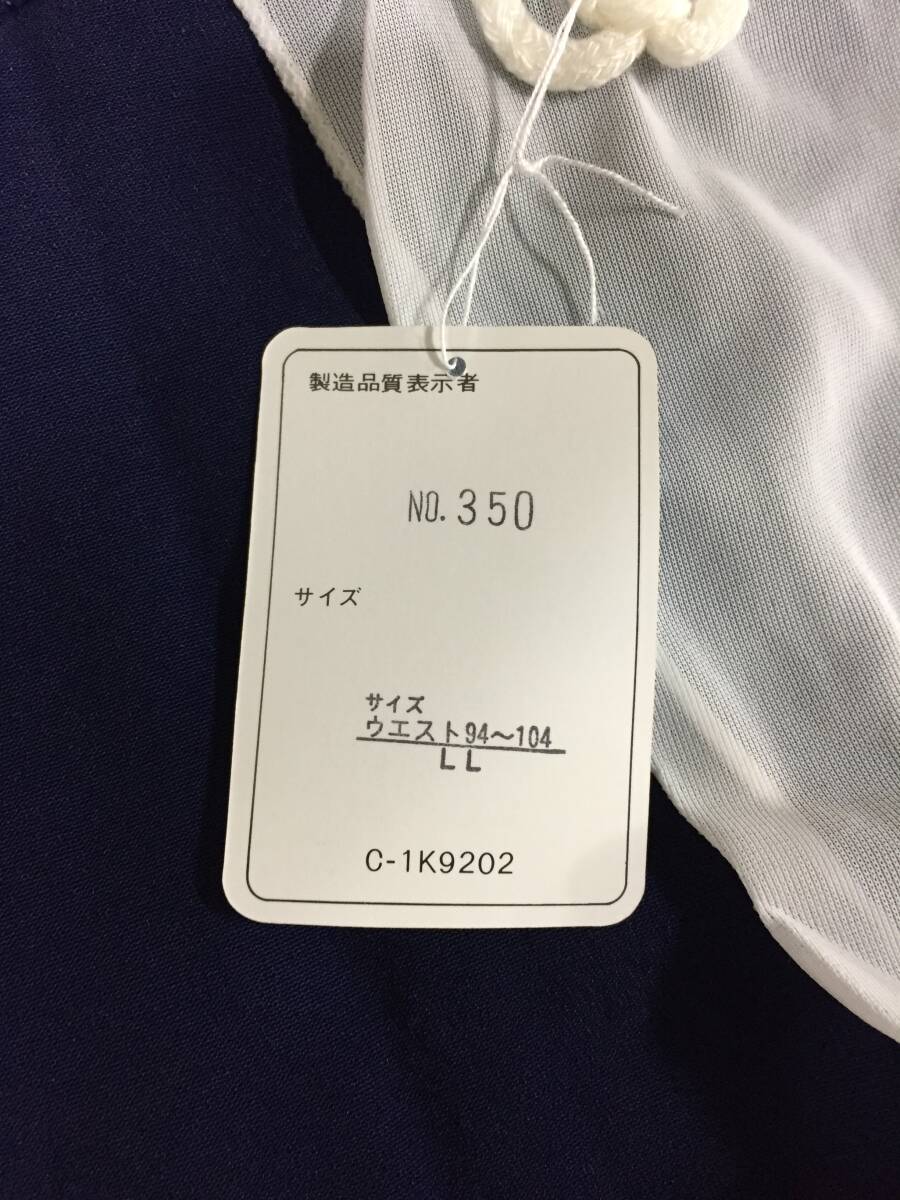 製造品質表示者
NO. 350
サイズ
サイズ
ウエスト94〜104
LL
C-1K9202